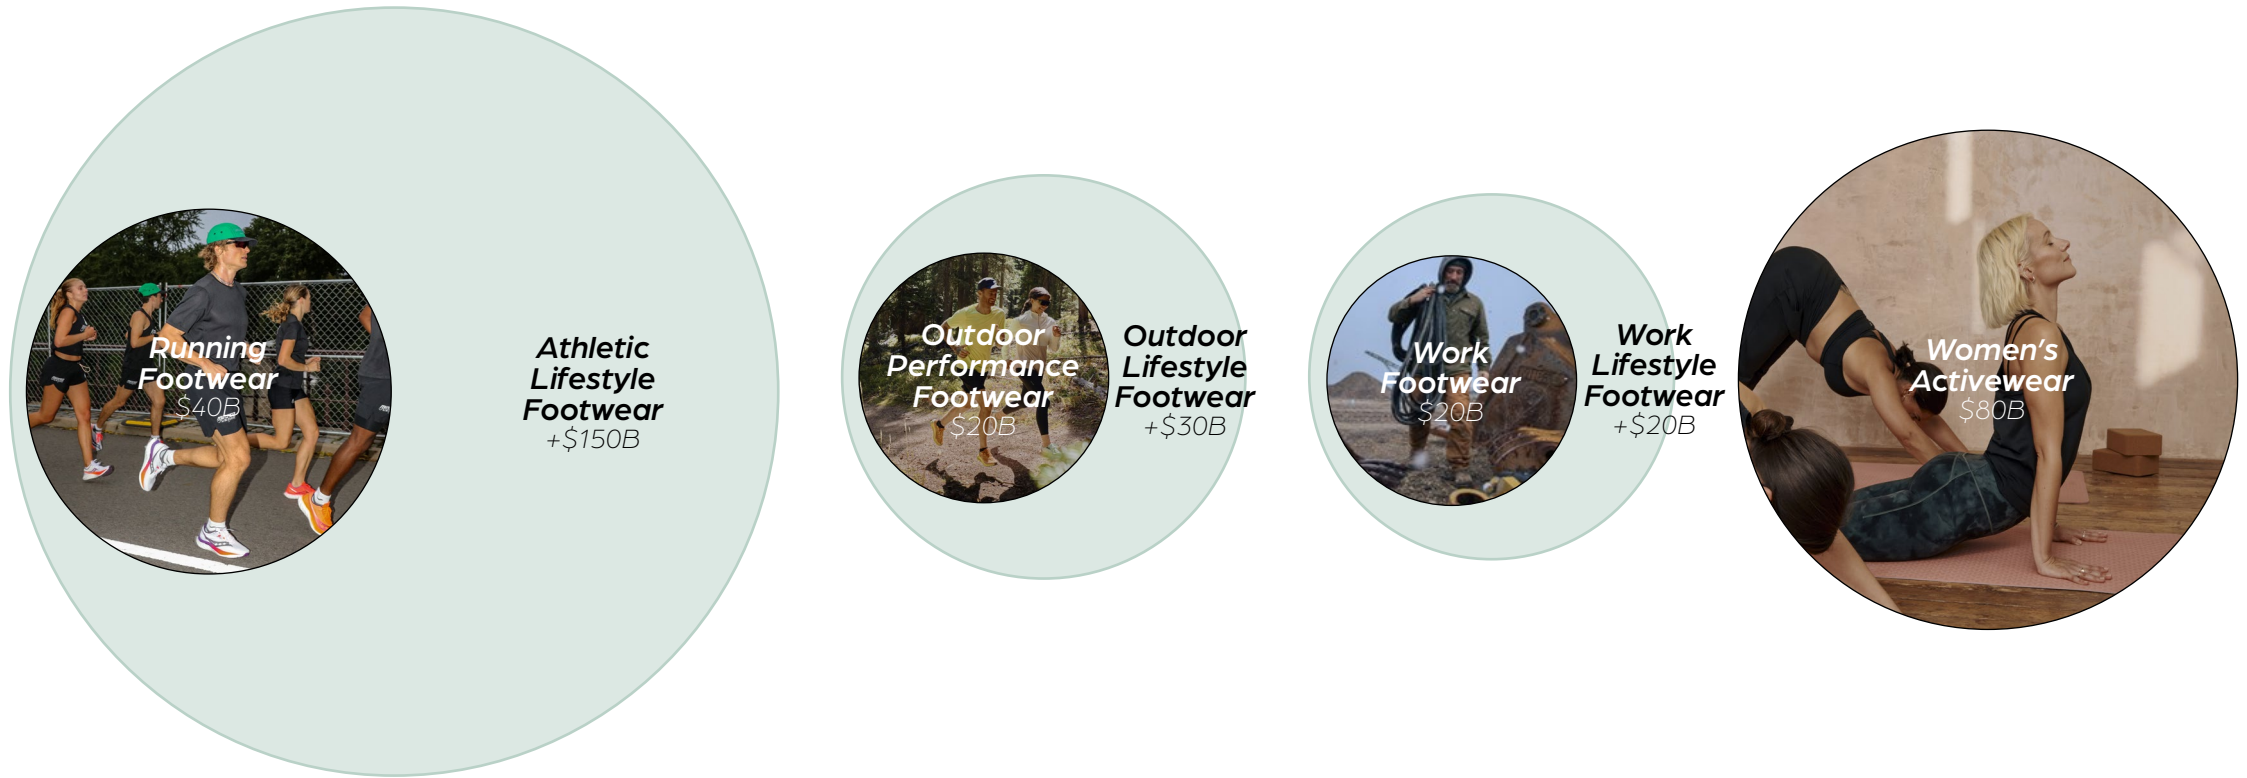 Running
Footwear
$40B
Athletic
Lifestyle
Footwear
+$150B
Outdoor
Performance
Footwear
$20B
Outdoor
Lifestyle
Footwear
+$30B
Work
Footwear
$20B
Work
Lifestyle
Footwear
+$20B
Women’s
Activewear
$80B